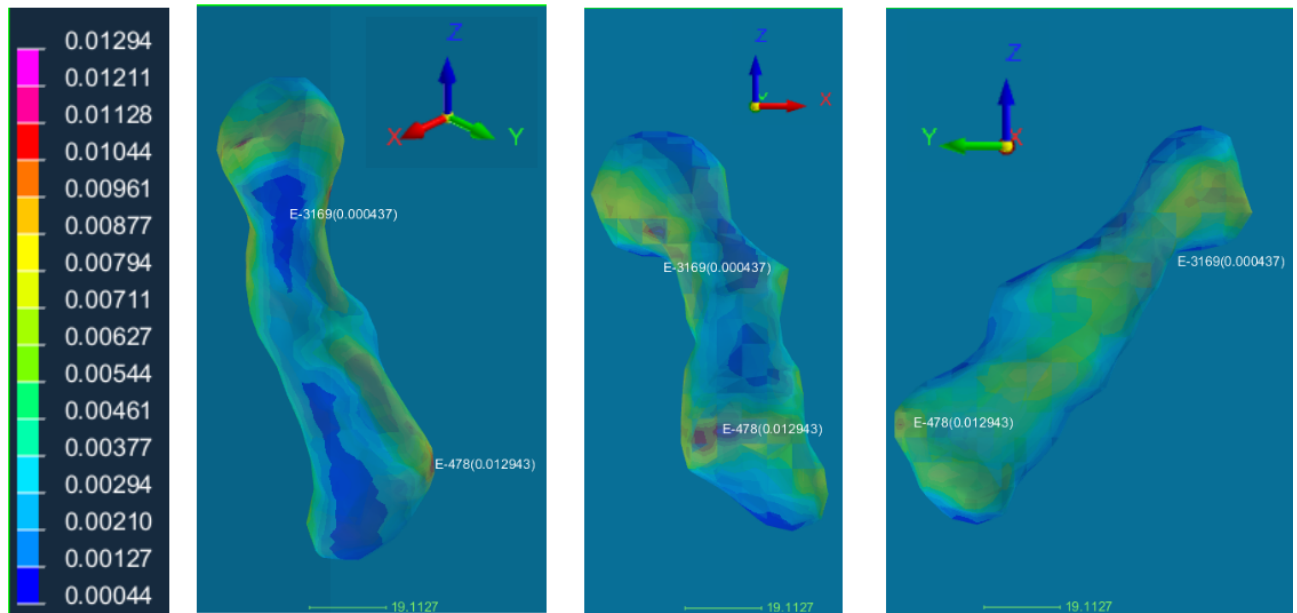 0.01294
0.01211
0.01128
0.01044
0.00961
0.00877
0.00794
0.00711
0.00627
0.00544
0.00461
0.00377
0.00294
0.00210
0.00127
0.00044
Z
X
Y
E-3169(0.000437)
E-478(0.012943)
19.1127
Z
X
E-3169(0.000437)
E-478(0.012943)
19.1127
Z
Y
X
E-3169(0.000437)
E-478(0.012943)
19.1127